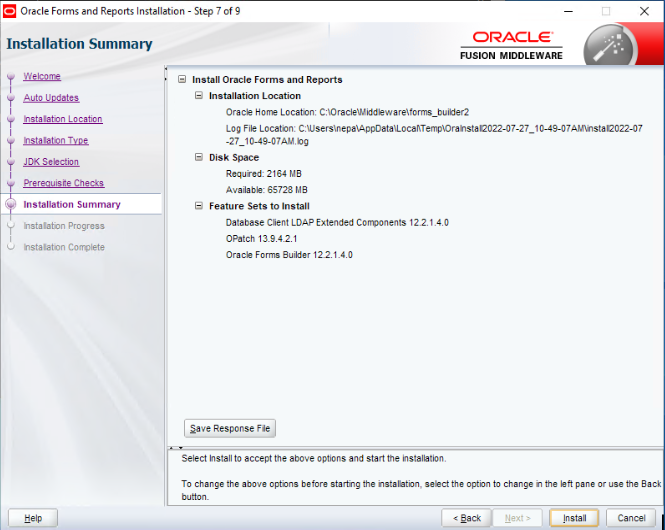 Oracle Forms and Reports Installation - Step 7 of 9
Installation Summary
ORACLE
FUSION MIDDLEWARE
Welcome
Auto Updates
Installation Location
Installation Type
JDK Selection
Prerequisite Checks
Installation Summary
Installation Progress
Installation Complete
Install Oracle Forms and Reports
Installation Location
Oracle Home Location: C:\Oracle\Middleware\forms_builder2
Log File Location: C:\Users\nepa\AppData\Local\Temp\OraInstall2022-07-27_10-49-07AM\install2022-07
-27_10-49-07AM.log
Disk Space
Required: 2164 MB
Available: 65728 MB
Feature Sets to Install
Database Client LDAP Extended Components 12.2.1.4.0
OPatch 13.9.4.2.1
Oracle Forms Builder 12.2.1.4.0
Save Response File
Select Install to accept the above options and start the installation.
To change the above options before starting the installation, select the option to change in the left pane or use the Back
button.
Help
< Back
Next >
Install
Cancel